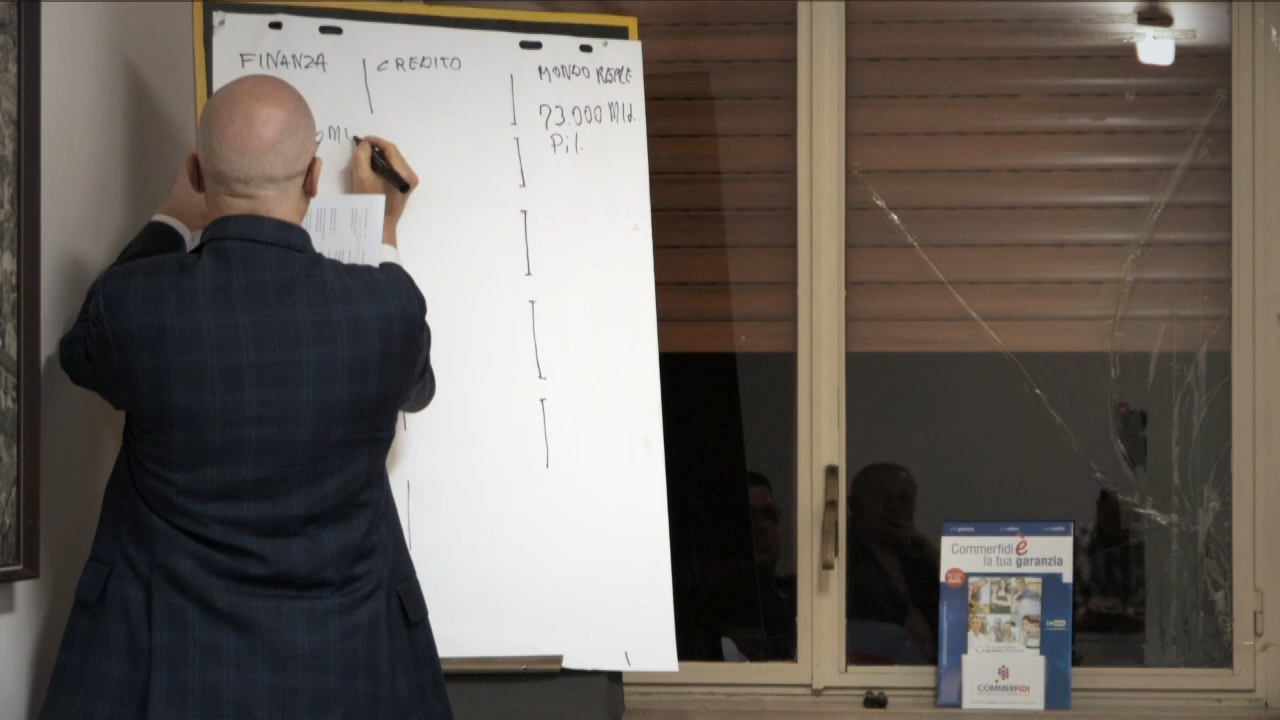 FINANZA
CREDITO
MONDO REALE
73.000 Mld.
Pil.
Commerfidi è
la tua garanzia
COMMERFIDI